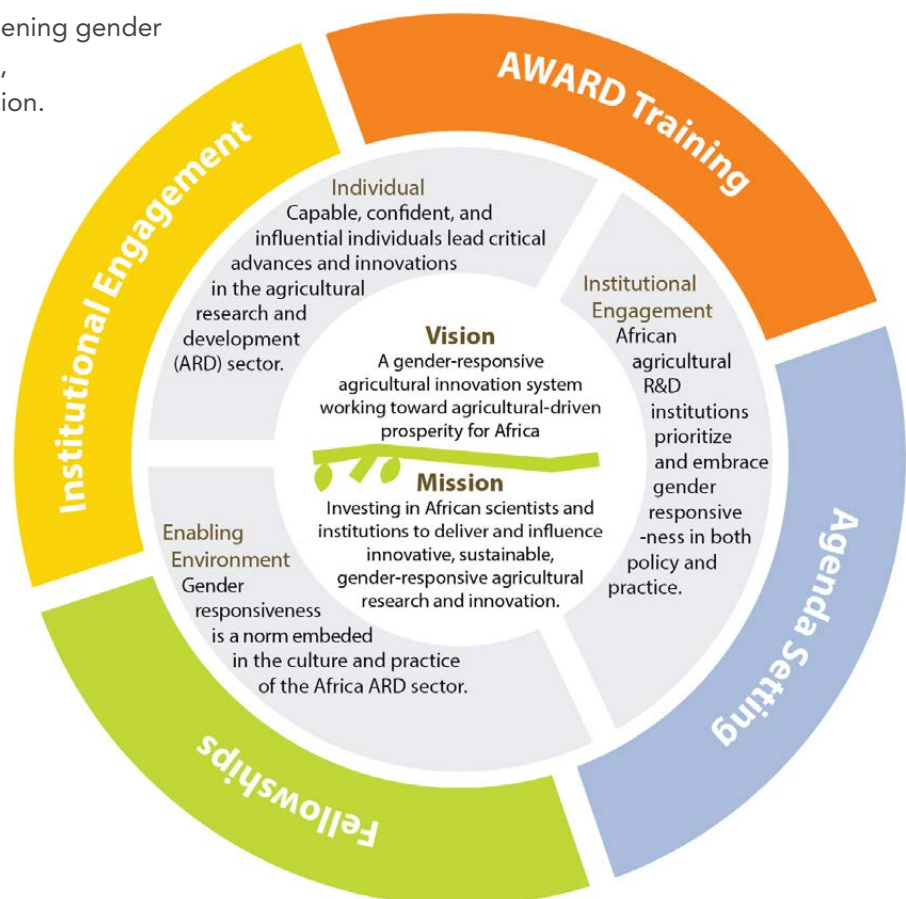 ening gender
,
tion.
AWARD Training
Institutional Engagement
Individual
Capable, confident, and
influential individuals lead critical
advances and innovations
in the agricultural
research and
development
(ARD) sector.
Institutional
Engagement
African
agricultural
R&D
institutions
prioritize
and embrace
gender
responsive
-ness in both
policy and
practice.
Vision
A gender-responsive
agricultural innovation system
working toward agricultural-driven
prosperity for Africa
Mission
Investing in African scientists and
institutions to deliver and influence
innovative, sustainable,
gender-responsive agricultural
research and innovation.
Enabling
Environment
Gender
responsiveness
is a norm embeded
in the culture and practice
of the Africa ARD sector.
Agenda Setting
Fellowships